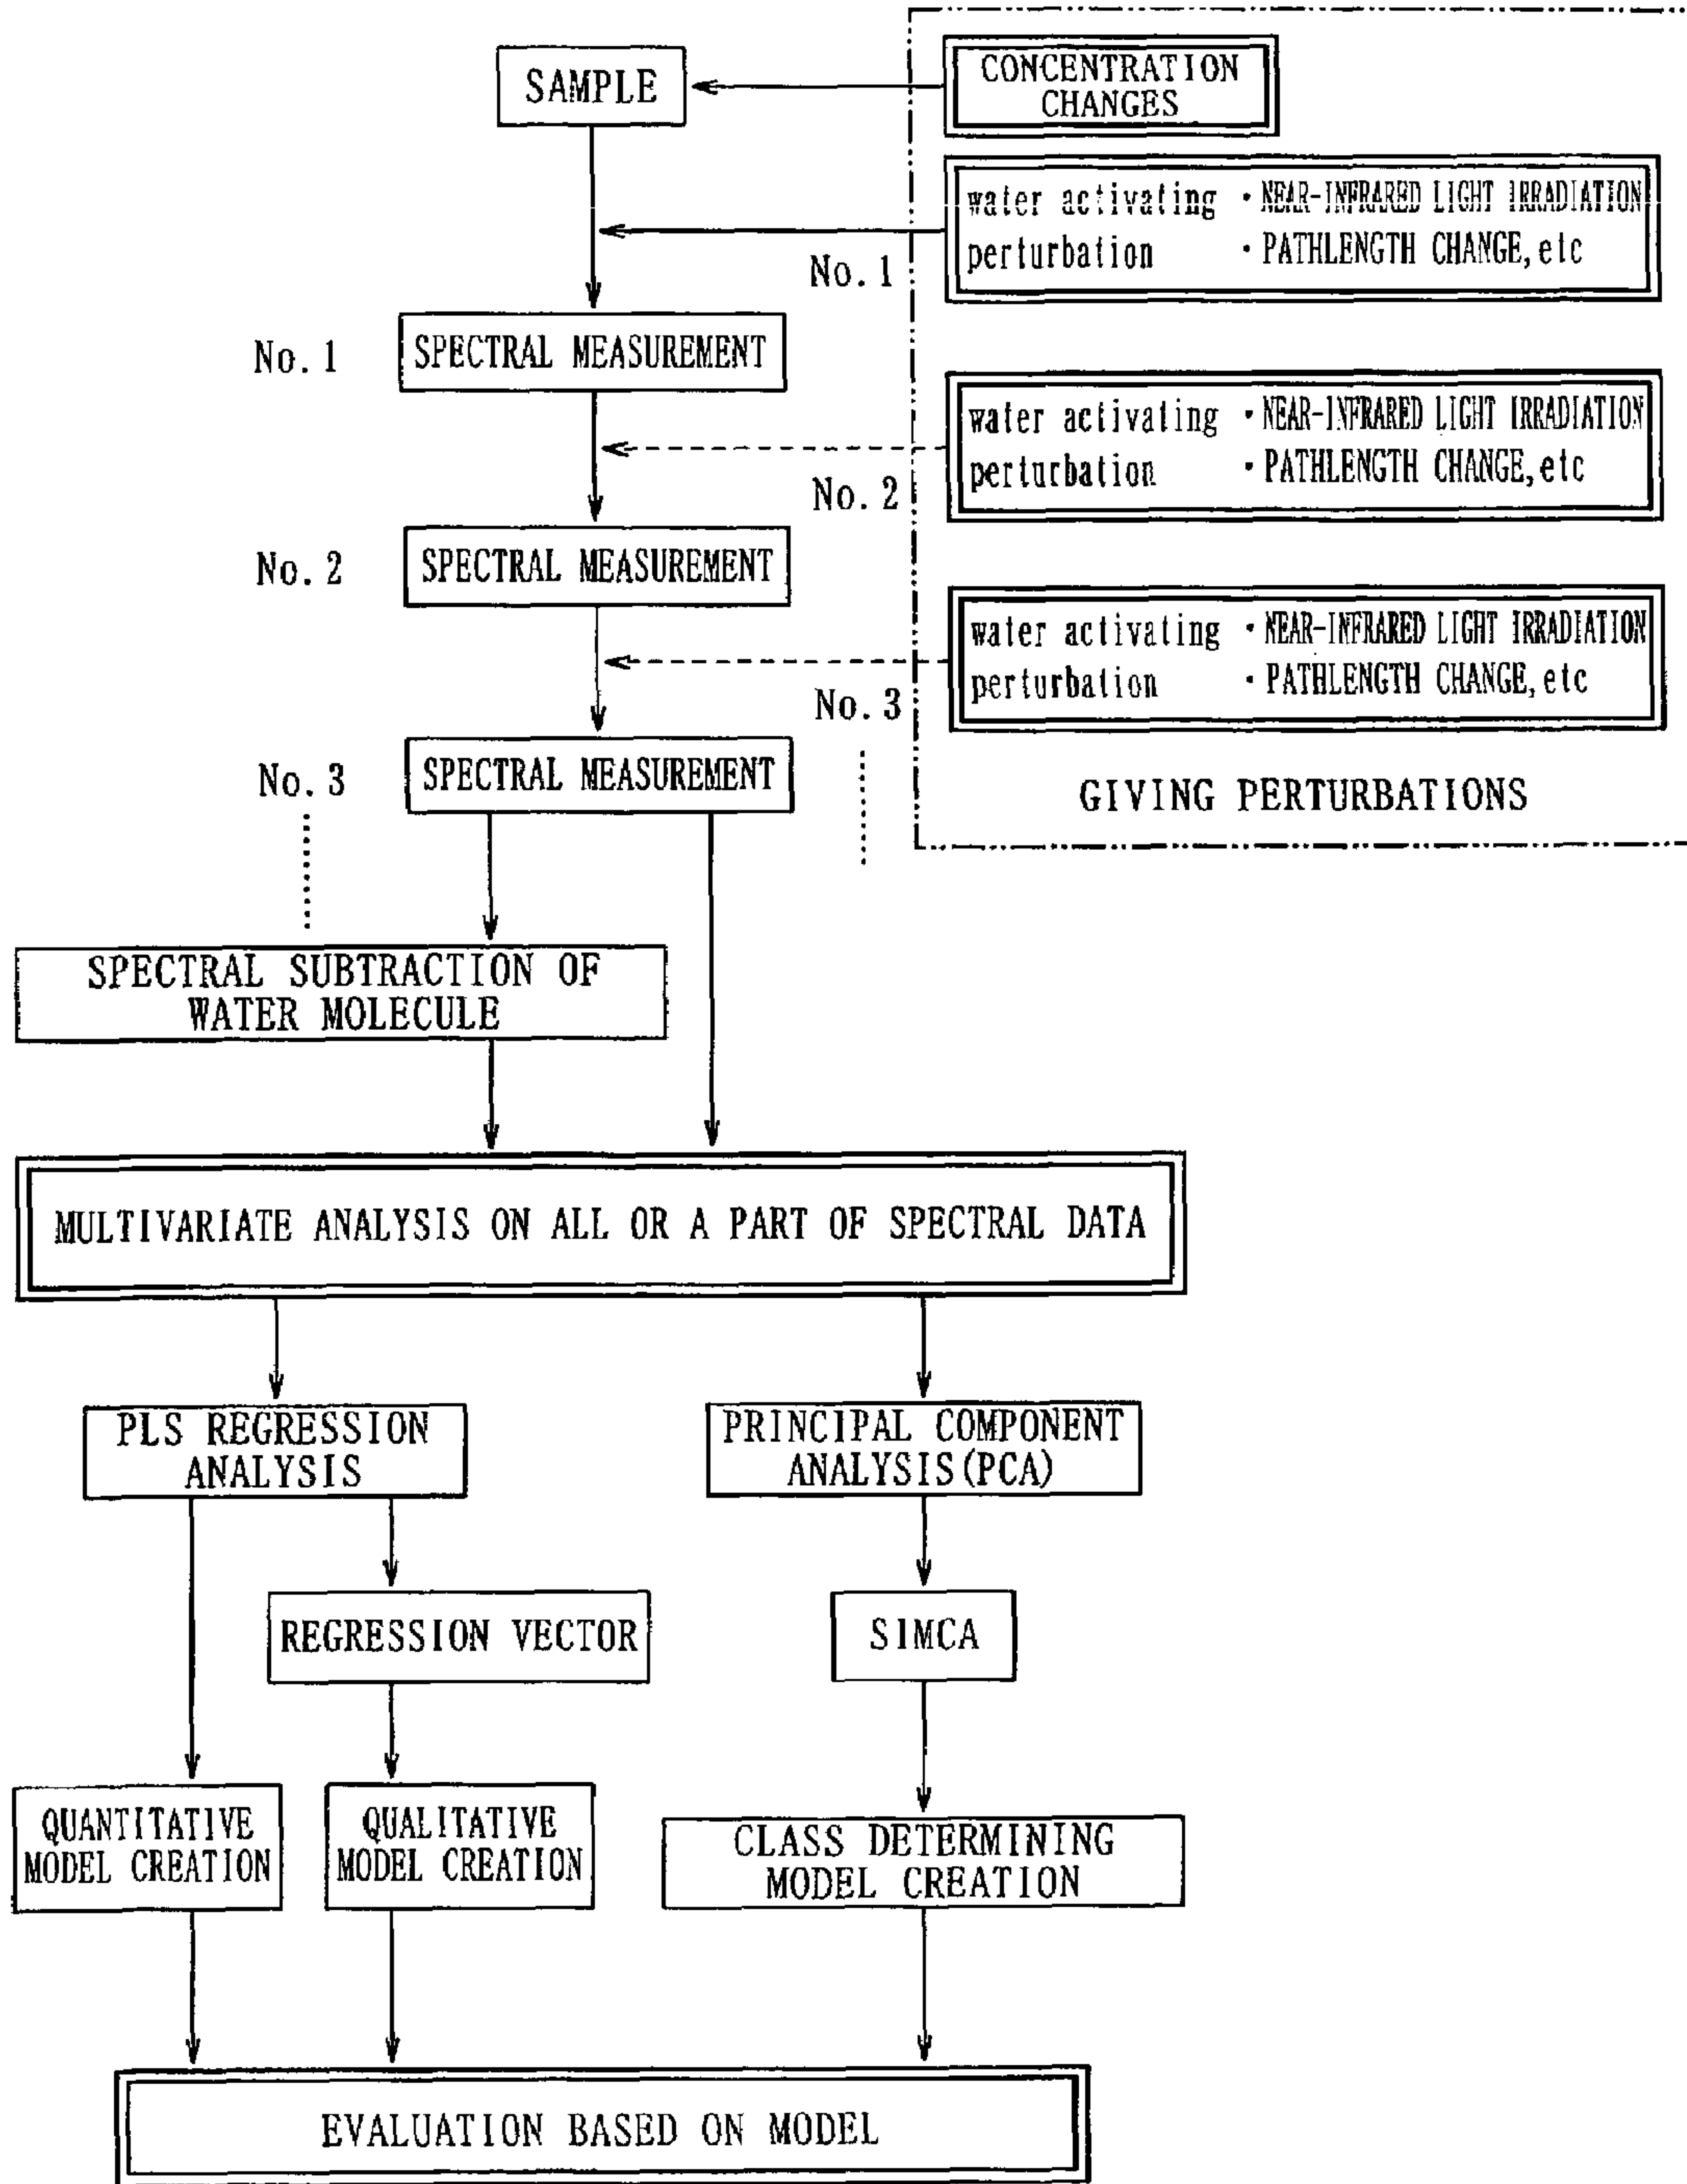 SAMPLE
CONCENTRATION
CHANGES
water activating ・NEAR-INFRARED LIGHT IRRADIATION
perturbation ・PATHLENGTH CHANGE, etc
No. 1
No. 1
SPECTRAL MEASUREMENT
water activating ・NEAR-INFRARED LIGHT IRRADIATION
perturbation ・PATHLENGTH CHANGE, etc
No. 2
No. 2
SPECTRAL MEASUREMENT
water activating ・NEAR-INFRARED LIGHT IRRADIATION
perturbation ・PATHLENGTH CHANGE, etc
No. 3
No. 3
SPECTRAL MEASUREMENT
GIVING PERTURBATIONS
SPECTRAL SUBTRACTION OF
WATER MOLECULE
MULTIVARIATE ANALYSIS ON ALL OR A PART OF SPECTRAL DATA
PLS REGRESSION
ANALYSIS
PRINCIPAL COMPONENT
ANALYSIS(PCA)
REGRESSION VECTOR
SIMCA
QUANTITATIVE
MODEL CREATION
QUALITATIVE
MODEL CREATION
CLASS DETERMINING
MODEL CREATION
EVALUATION BASED ON MODEL